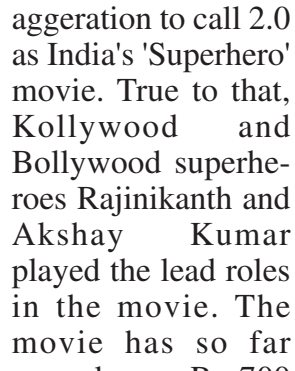 aggeration to call 2.0
as India's 'Superhero'
movie. True to that,
Kollywood and
Bollywood superhe-
roes Rajinikanth and
Akshay Kumar
played the lead roles
in the movie. The
movie has so far